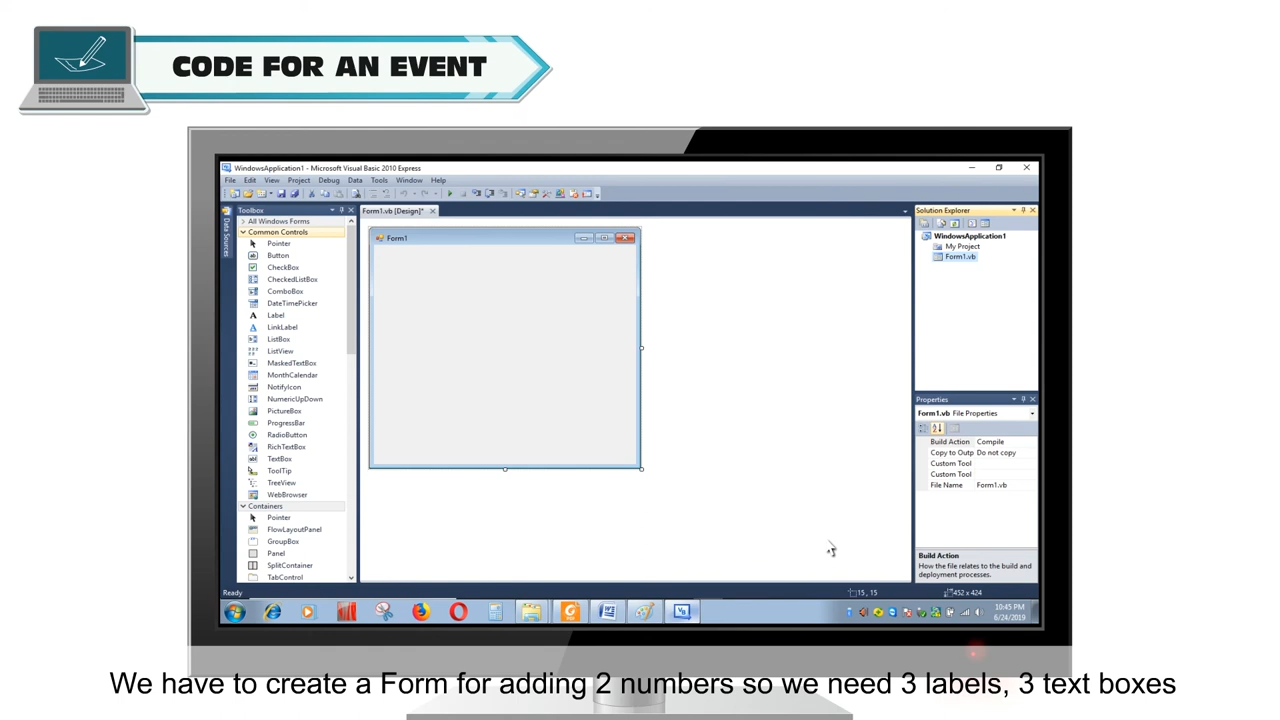 CODE FOR AN EVENT
WindowsApplication1 - Microsoft Visual Basic 2010 Express
File Edit View Project Debug Data Tools Window Help
Toolbox
Form1.vb [Design]*
Solution Explorer
Data Sources
All Windows Forms
Common Controls
Pointer
Button
CheckBox
CheckedListBox
ComboBox
DateTimePicker
Label
LinkLabel
ListBox
ListView
MaskedTextBox
MonthCalendar
NotifyIcon
NumericUpDown
PictureBox
ProgressBar
RadioButton
RichTextBox
TextBox
ToolTip
TreeView
WebBrowser
Containers
Pointer
FlowLayoutPanel
GroupBox
Panel
SplitContainer
TabControl
Form1
WindowsApplication1
My Project
Form1.vb
Properties
Form1.vb File Properties
Build Action Compile
Copy to Outp Do not copy
Custom Tool
Custom Tool
File Name Form1.vb
Build Action
How the file relates to the build and
deployment processes.
Ready
15, 15
452 x 424
10:45 PM
6/24/2019
We have to create a Form for adding 2 numbers so we need 3 labels, 3 text boxes